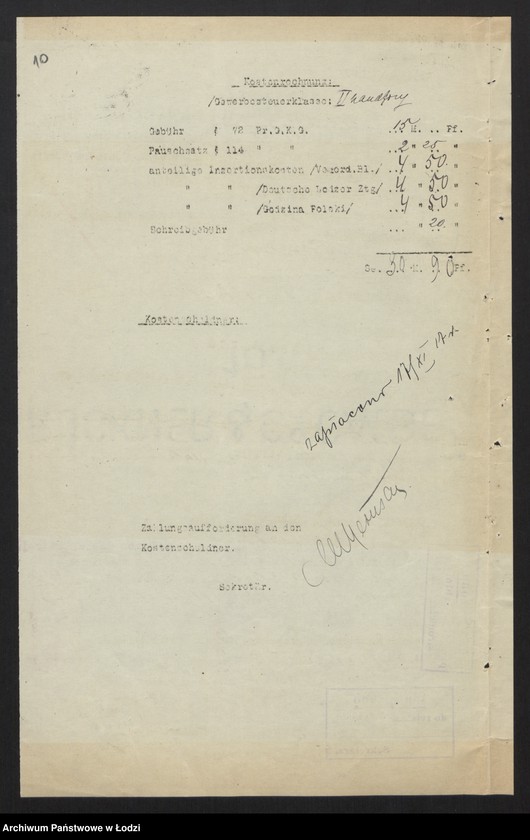 10
Kostenrechnung:
/Gewerbesteuerklasse: II handlowy
Gebühr § 72 Pr.G.K.G. ..15 M. .. Pf.
Pauschsatz § 114 " " ..2 " 25 "
anteilige Insertionskosten /Verord.Bl./ ..4 " 50 "
" " /Deutsche Lodzer Ztg/ ..4 " 50 "
" " /Godzina Polski/ ..4 " 50 "
Schreibgebühr ... " 20 "
Sa. 30 M. 90 Pf.
Kostenschuldner:
zapłacono 17/XI 17 r.
Zahlungsaufforderung an den
Kostenschuldner.
Sekretär.
Archiwum Państwowe w Łodzi